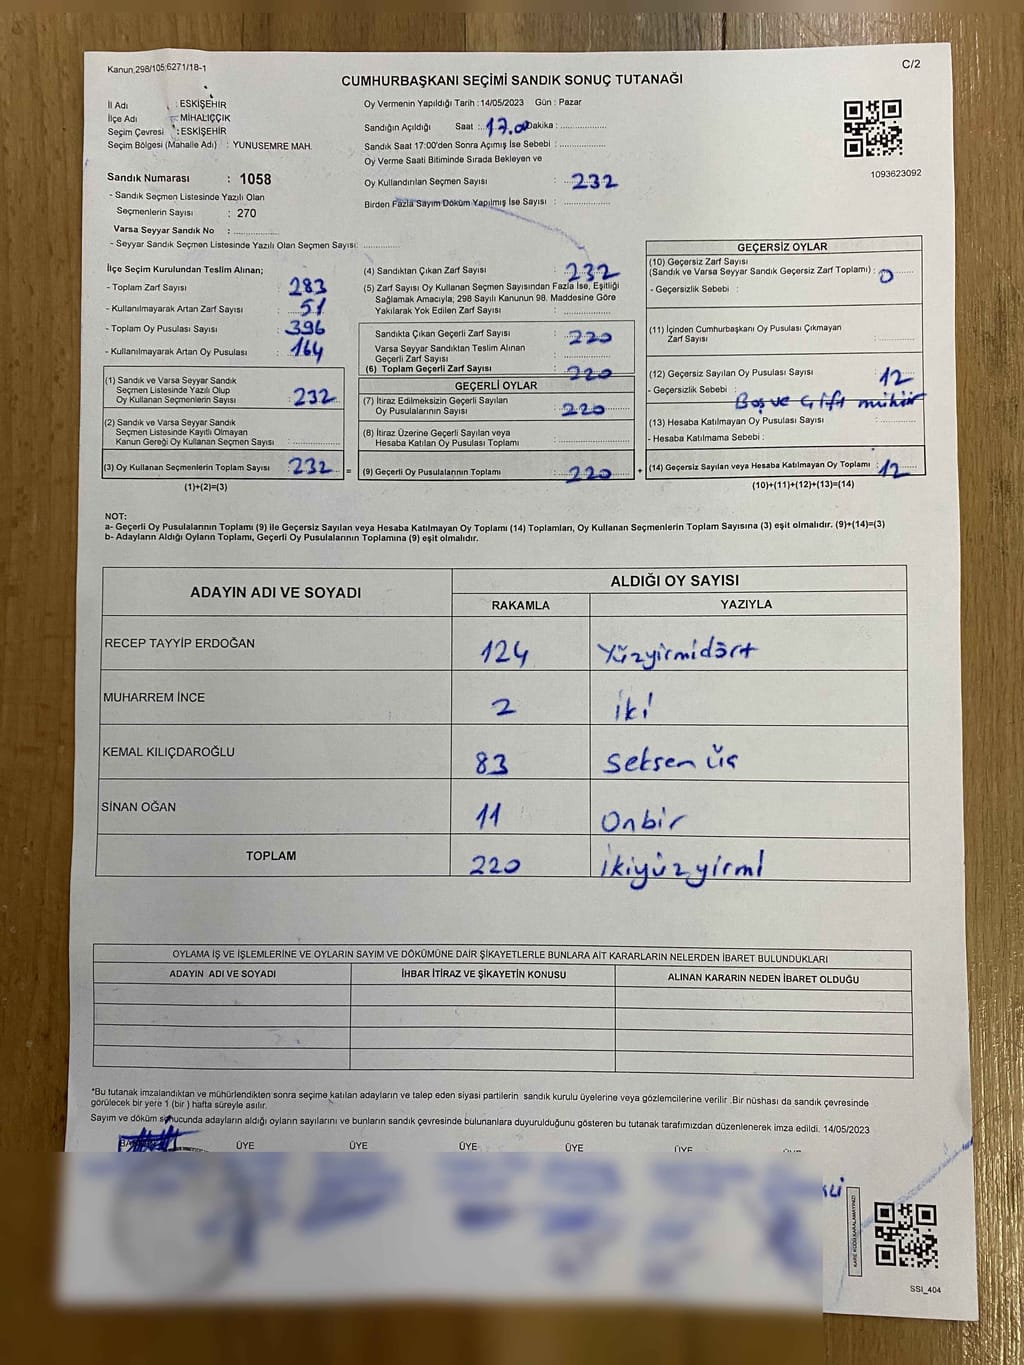 Kanun 298/105:6271/18-1
C/2
CUMHURBAŞKANI SEÇİMİ SANDIK SONUÇ TUTANAĞI
İl Adı : ESKİŞEHİR
İlçe Adı : MİHALIÇÇIK
Seçim Çevresi : ESKİŞEHİR
Seçim Bölgesi (Mahalle Adı) : YUNUSEMRE MAH.
Sandık Numarası : 1058
- Sandık Seçmen Listesinde Yazılı Olan
Seçmenlerin Sayısı : 270
Varsa Seyyar Sandık No : ................
- Seyyar Sandık Seçmen Listesinde Yazılı Olan Seçmen Sayısı: ............
Oy Vermenin Yapıldığı Tarih : 14/05/2023 Gün : Pazar
Sandığın Açıldığı Saat : 17.00 Dakika : ................
Sandık Saat 17:00'den Sonra Açımış İse Sebebi : ................
Oy Verme Saati Bitiminde Sırada Bekleyen ve
Oy Kullandırılan Seçmen Sayısı : 232
Birden Fazla Sayım Döküm Yapılmış İse Sayısı : ................
1093623092
İlçe Seçim Kurulundan Teslim Alınan;
- Toplam Zarf Sayısı : 283
- Kullanılmayarak Artan Zarf Sayısı : 51
- Toplam Oy Pusulası Sayısı : 396
- Kullanılmayarak Artan Oy Pusulası : 164
(1) Sandık ve Varsa Seyyar Sandık
Seçmen Listesinde Yazılı Olup
Oy Kullanan Seçmenlerin Sayısı : 232
(2) Sandık ve Varsa Seyyar Sandık
Seçmen Listesinde Kayıtlı Olmayan
Kanun Gereği Oy Kullanan Seçmen Sayısı : ............
(3) Oy Kullanan Seçmenlerin Toplam Sayısı : 232 =
(1)+(2)=(3)
(4) Sandıktan Çıkan Zarf Sayısı : 232
(5) Zarf Sayısı Oy Kullanan Seçmen Sayısından Fazla İse, Eşitliği
Sağlamak Amacıyla; 298 Sayılı Kanunun 98. Maddesine Göre
Yakılarak Yok Edilen Zarf Sayısı : ............
Sandıkta Çıkan Geçerli Zarf Sayısı : 220
Varsa Seyyar Sandıktan Teslim Alınan
Geçerli Zarf Sayısı : ............
(6) Toplam Geçerli Zarf Sayısı : 220
GEÇERLİ OYLAR
(7) İtiraz Edilmeksizin Geçerli Sayılan
Oy Pusulalarının Sayısı : 220
(8) İtiraz Üzerine Geçerli Sayılan veya
Hesaba Katılan Oy Pusulası Toplamı : ............
(9) Geçerli Oy Pusulalarının Toplamı : 220 +
GEÇERSİZ OYLAR
(10) Geçersiz Zarf Sayısı
(Sandık ve Varsa Seyyar Sandık Geçersiz Zarf Toplamı) : 0
- Geçersizlik Sebebi :
(11) İçinden Cumhurbaşkanı Oy Pusulası Çıkmayan
Zarf Sayısı : ............
(12) Geçersiz Sayılan Oy Pusulası Sayısı : 12
- Geçersizlik Sebebi : Boş ve Çift mühür
(13) Hesaba Katılmayan Oy Pusulası Sayısı : ............
- Hesaba Katılmama Sebebi :
(14) Geçersiz Sayılan veya Hesaba Katılmayan Oy Toplamı : 12
(10)+(11)+(12)+(13)=(14)
NOT:
a- Geçerli Oy Pusulalarının Toplamı (9) ile Geçersiz Sayılan veya Hesaba Katılmayan Oy Toplamı (14) Toplamları, Oy Kullanan Seçmenlerin Toplam Sayısına (3) eşit olmalıdır. (9)+(14)=(3)
b- Adayların Aldığı Oyların Toplamı, Geçerli Oy Pusulalarının Toplamına (9) eşit olmalıdır.
ADAYIN ADI VE SOYADI
ALDIĞI OY SAYISI
RAKAMLA YAZIYLA
RECEP TAYYİP ERDOĞAN 124 Yüzyirmidört
MUHARREM İNCE 2 iki
KEMAL KILIÇDAROĞLU 83 Seksen üç
SİNAN OĞAN 11 Onbir
TOPLAM 220 ikiyüzyirmi
OYLAMA İŞ VE İŞLEMLERİNE VE OYLARIN SAYIM VE DÖKÜMÜNE DAİR ŞİKAYETLERLE BUNLARA AİT KARARLARIN NELERDEN İBARET BULUNDUKLARI
ADAYIN ADI VE SOYADI İHBAR İTİRAZ VE ŞİKAYETİN KONUSU ALINAN KARARIN NEDEN İBARET OLDUĞU
*Bu tutanak imzalandıktan ve mühürlendikten sonra seçime katılan adayların ve talep eden siyasi partilerin sandık kurulu üyelerine veya gözlemcilerine verilir .Bir nüshası da sandık çevresinde
görülecek bir yere 1 (bir ) hafta süreyle asılır.
Sayım ve döküm sonucunda adayların aldığı oyların sayılarını ve bunların sandık çevresinde bulunanlara duyurulduğunu gösteren bu tutanak tarafımızdan düzenlenerek imza edildi. 14/05/2023
ÜYE ÜYE ÜYE ÜYE ÜYE
SSI_404